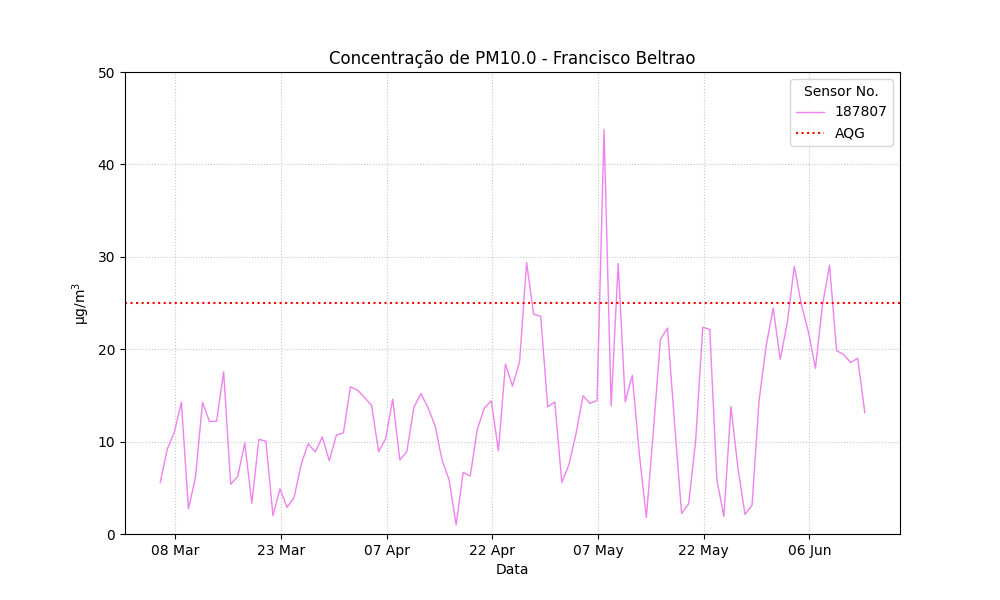 Concentração de PM10.0 - Francisco Beltrao
Sensor No.
187807
AQG
50
40
30
20
10
0
µg/m³
08 Mar
23 Mar
07 Apr
22 Apr
07 May
22 May
06 Jun
Data